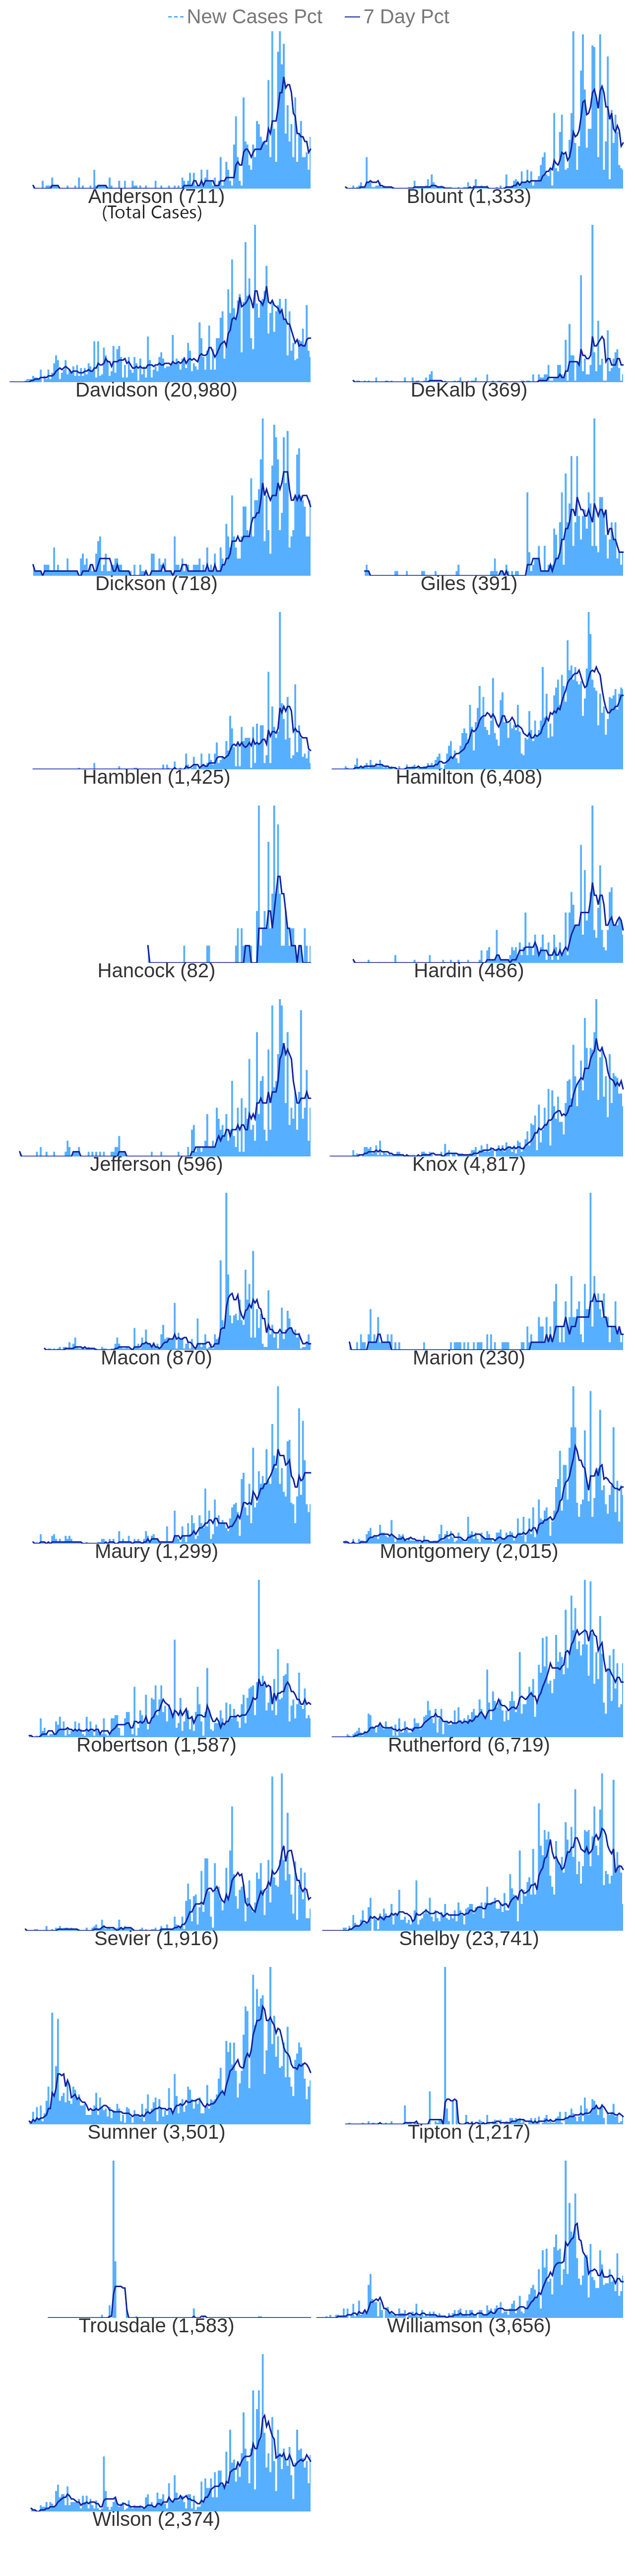 New Cases Pct 7 Day Pct
Anderson (711) Blount (1,333)
(Total Cases)
Davidson (20,980) DeKalb (369)
Dickson (718) Giles (391)
Hamblen (1,425) Hamilton (6,408)
Hancock (82) Hardin (486)
Jefferson (596) Knox (4,817)
Macon (870) Marion (230)
Maury (1,299) Montgomery (2,015)
Robertson (1,587) Rutherford (6,719)
Sevier (1,916) Shelby (23,741)
Sumner (3,501) Tipton (1,217)
Trousdale (1,583) Williamson (3,656)
Wilson (2,374)